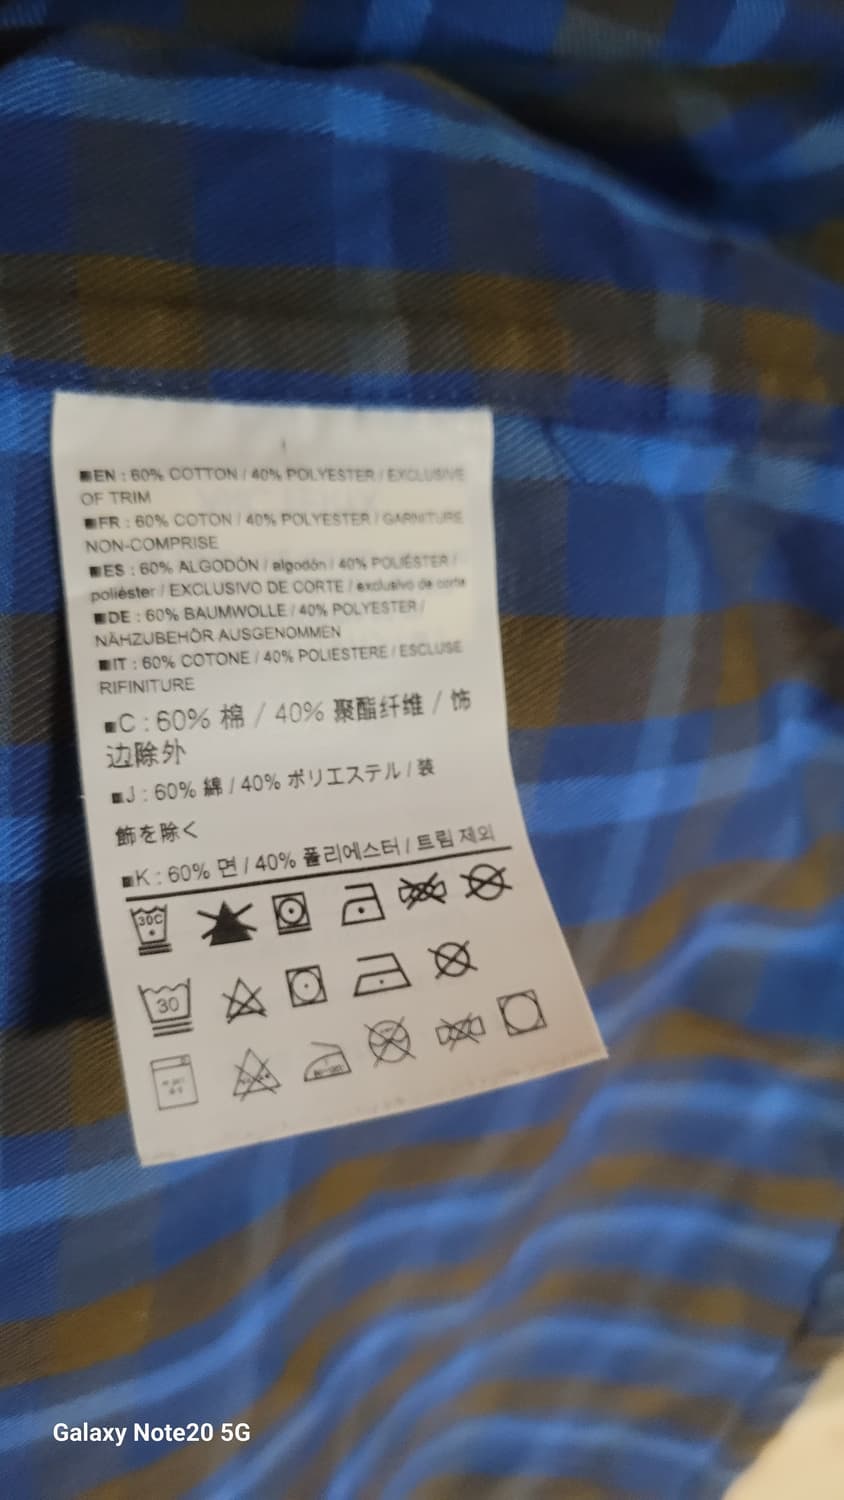 ■EN : 60% COTTON / 40% POLYESTER / EXCLUSIVE
OF TRIM
■FR : 60% COTON / 40% POLYESTER / GARNITURE
NON-COMPRISE
■ES : 60% ALGODÓN / algodón / 40% POLIÉSTER /
poliéster / EXCLUSIVO DE CORTE / exclusivo de corte
■DE : 60% BAUMWOLLE / 40% POLYESTER /
NÄHZUBEHÖR AUSGENOMMEN
■IT : 60% COTONE / 40% POLIESTERE / ESCLUSE
RIFINITURE
■C : 60% 棉 / 40% 聚酯纤维 / 饰
边除外
■J : 60% 綿 / 40% ポリエステル / 装
飾を除く
■K : 60% 면 / 40% 폴리에스터 / 트림 제외
30C
30
Galaxy Note20 5G